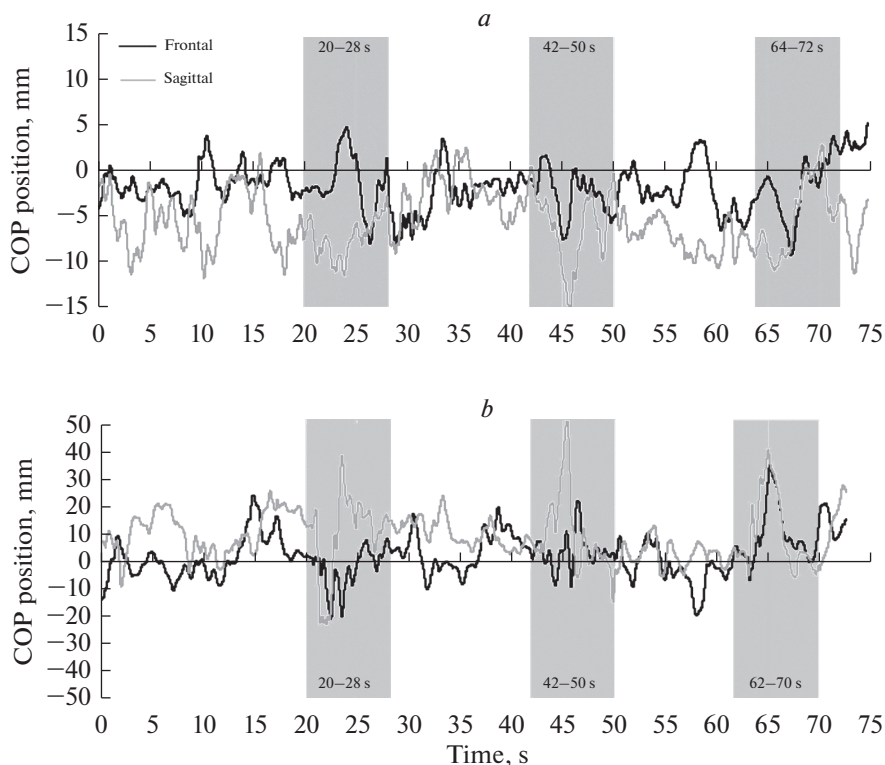 a
15
10
5
0
−5
−10
−15
COP position, mm
Frontal
Sagittal
20–28 s
42–50 s
64–72 s
0 5 10 15 20 25 30 35 40 45 50 55 60 65 70 75
b
50
40
30
20
10
0
−10
−20
−30
−40
−50
COP position, mm
20–28 s
42–50 s
62–70 s
0 5 10 15 20 25 30 35 40 45 50 55 60 65 70 75
Time, s